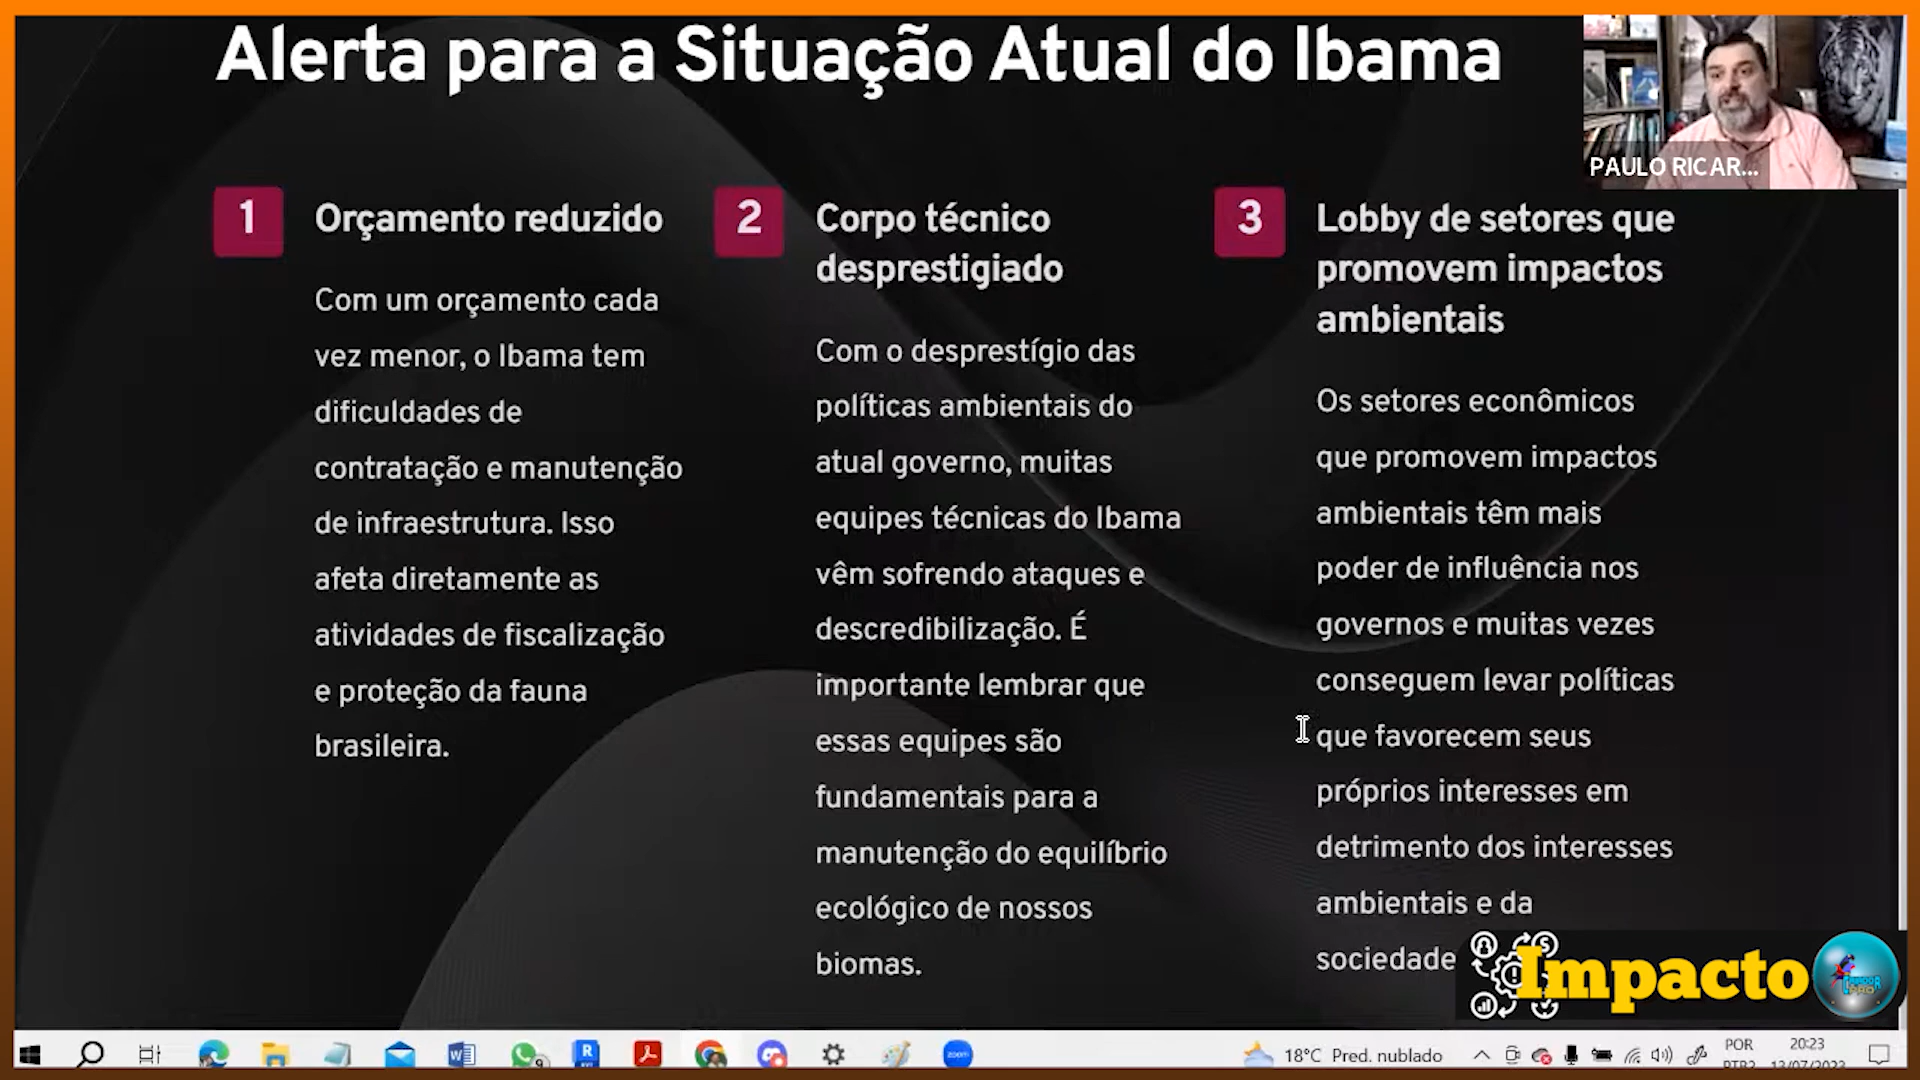 Alerta para a Situação Atual do Ibama
PAULO RICAR...
1
Orçamento reduzido
Com um orçamento cada
vez menor, o Ibama tem
dificuldades de
contratação e manutenção
de infraestrutura. Isso
afeta diretamente as
atividades de fiscalização
e proteção da fauna
brasileira.
2
Corpo técnico
desprestigiado
Com o desprestígio das
políticas ambientais do
atual governo, muitas
equipes técnicas do Ibama
vêm sofrendo ataques e
descredibilização. É
importante lembrar que
essas equipes são
fundamentais para a
manutenção do equilíbrio
ecológico de nossos
biomas.
3
Lobby de setores que
promovem impactos
ambientais
Os setores econômicos
que promovem impactos
ambientais têm mais
poder de influência nos
governos e muitas vezes
conseguem levar políticas
que favorecem seus
próprios interesses em
detrimento dos interesses
ambientais e da
sociedade
Impacto
18°C Pred. nublado
POR
PTB2
20:23
13/07/2023
zoom